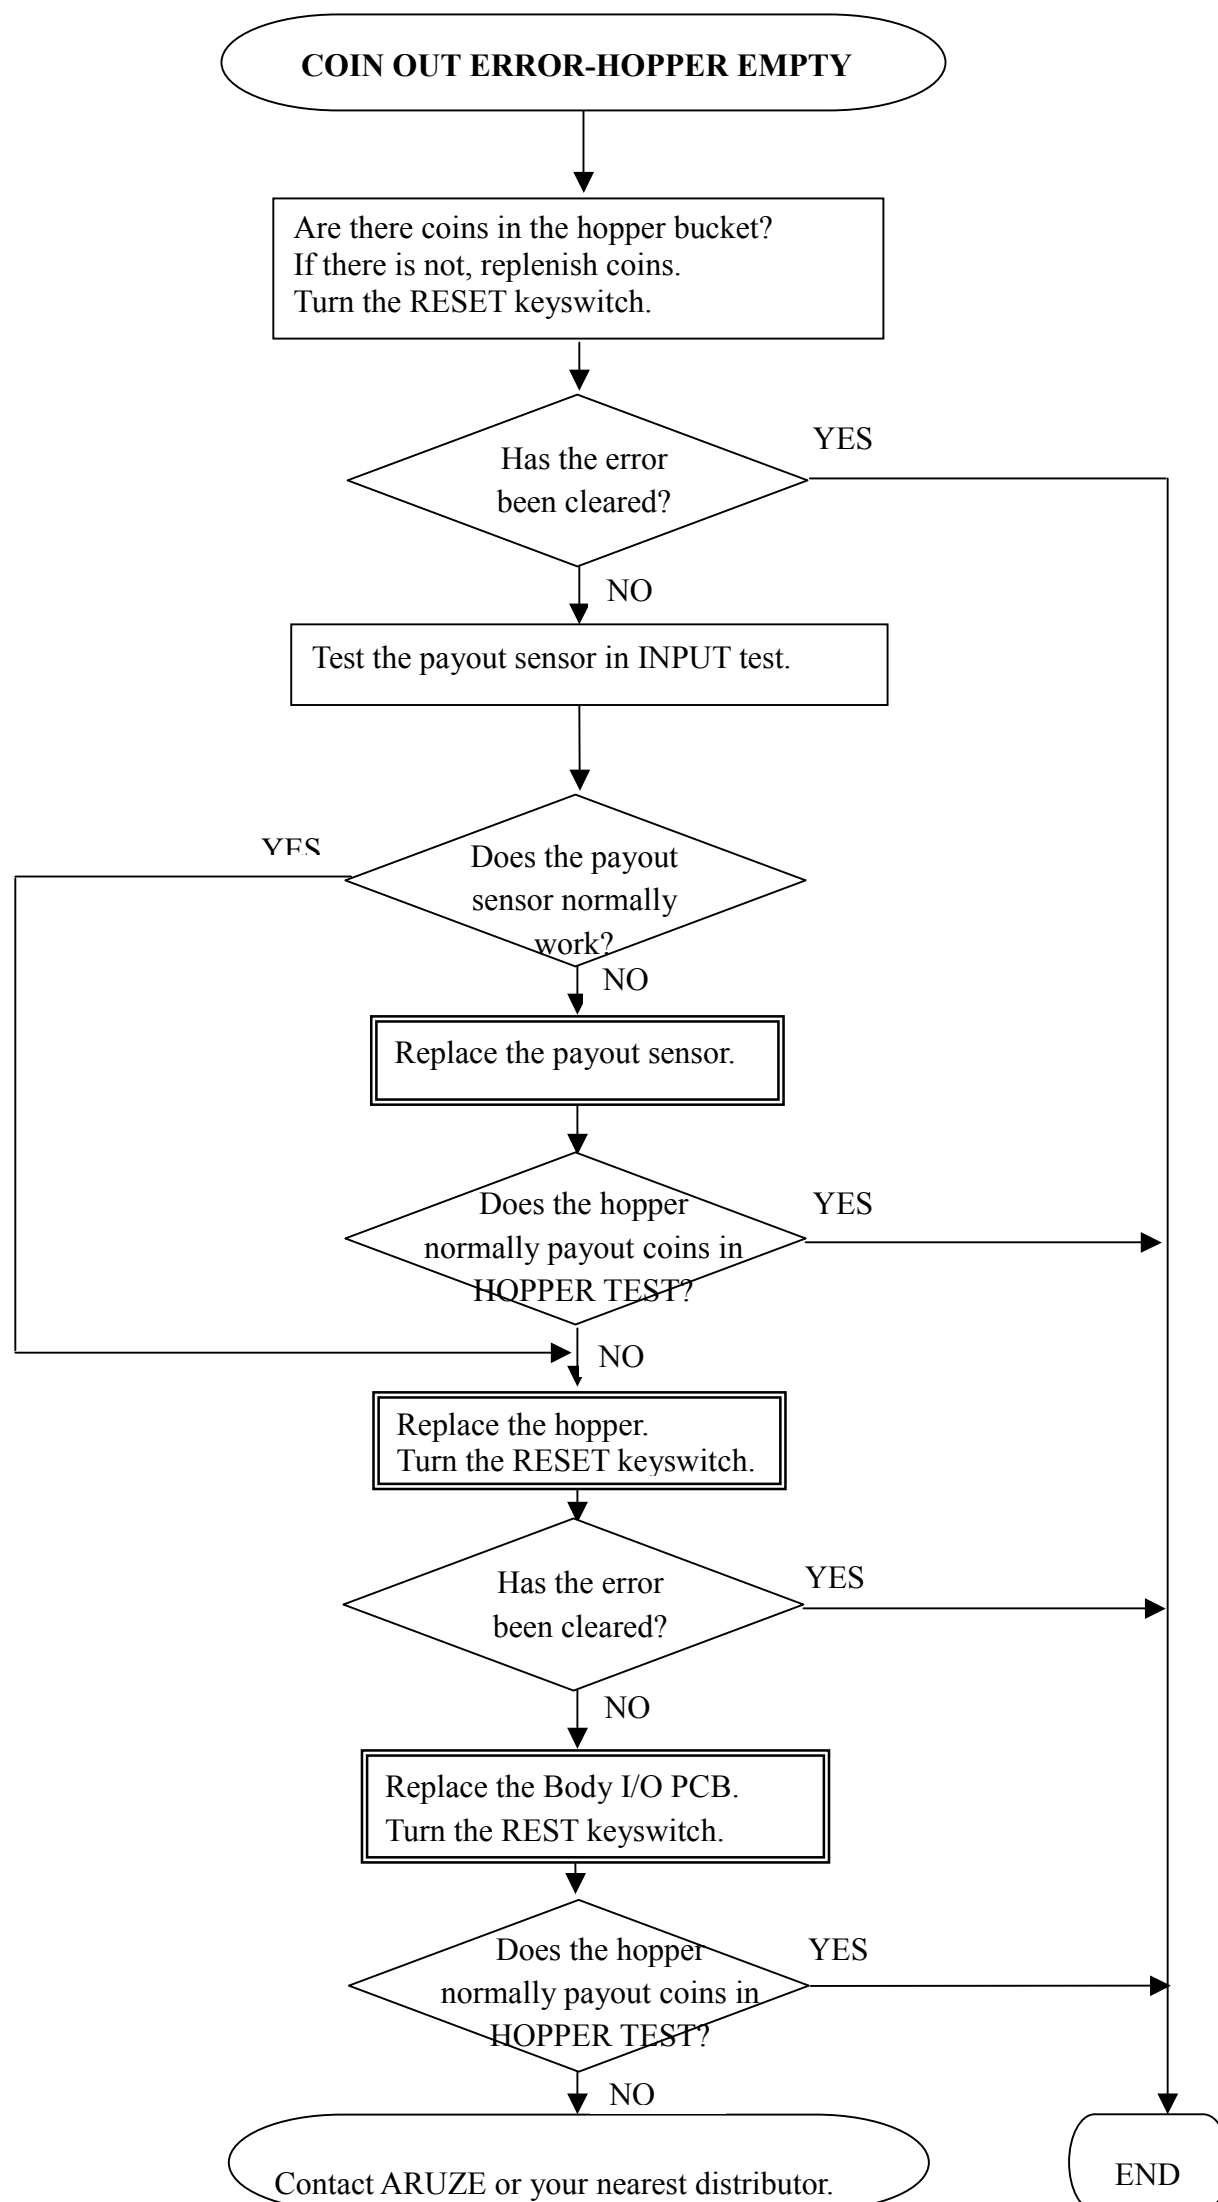 COIN OUT ERROR-HOPPER EMPTY
Are there coins in the hopper bucket?
If there is not, replenish coins.
Turn the RESET keyswitch.
Has the error
been cleared?
YES
NO
Test the payout sensor in INPUT test.
YES
Does the payout
sensor normally
work?
NO
Replace the payout sensor.
Does the hopper
normally payout coins in
HOPPER TEST?
YES
NO
Replace the hopper.
Turn the RESET keyswitch.
Has the error
been cleared?
YES
NO
Replace the Body I/O PCB.
Turn the REST keyswitch.
Does the hopper
normally payout coins in
HOPPER TEST?
YES
NO
Contact ARUZE or your nearest distributor.
END